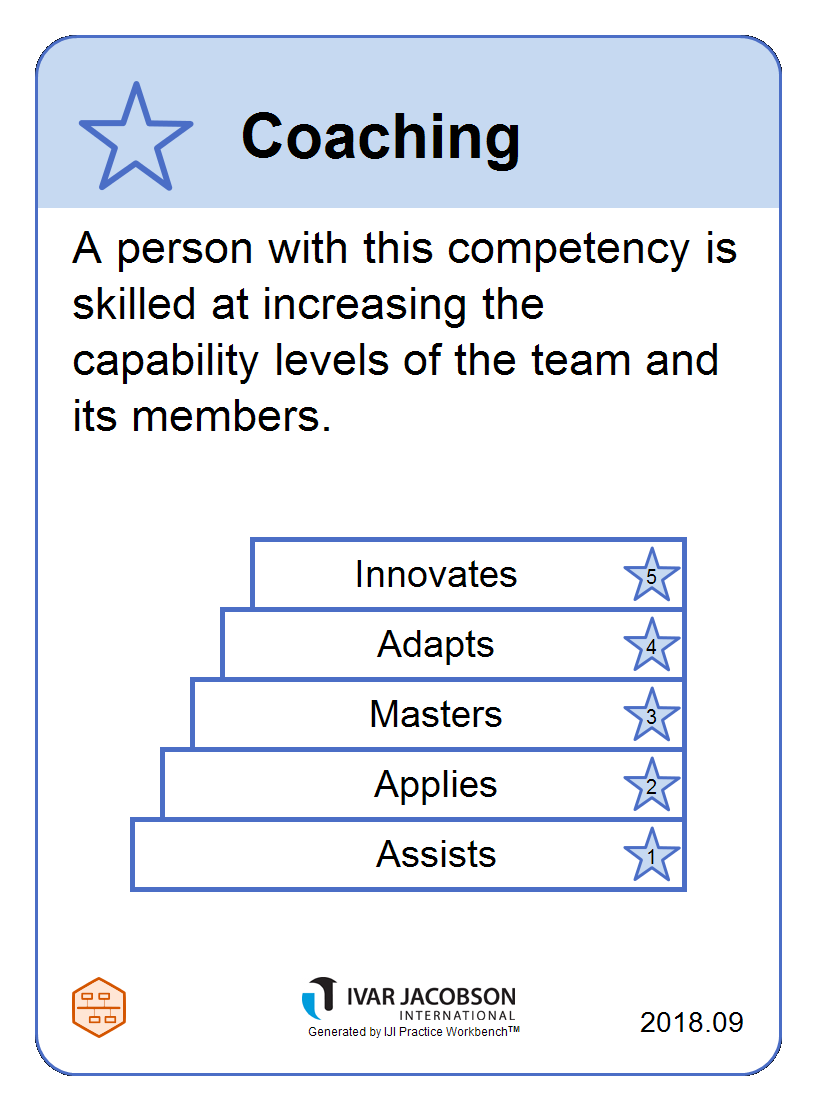 Coaching
A person with this competency is
skilled at increasing the
capability levels of the team and
its members.
Innovates 5
Adapts 4
Masters 3
Applies 2
Assists 1
IVAR JACOBSON
INTERNATIONAL
Generated by IJI Practice Workbench™
2018.09